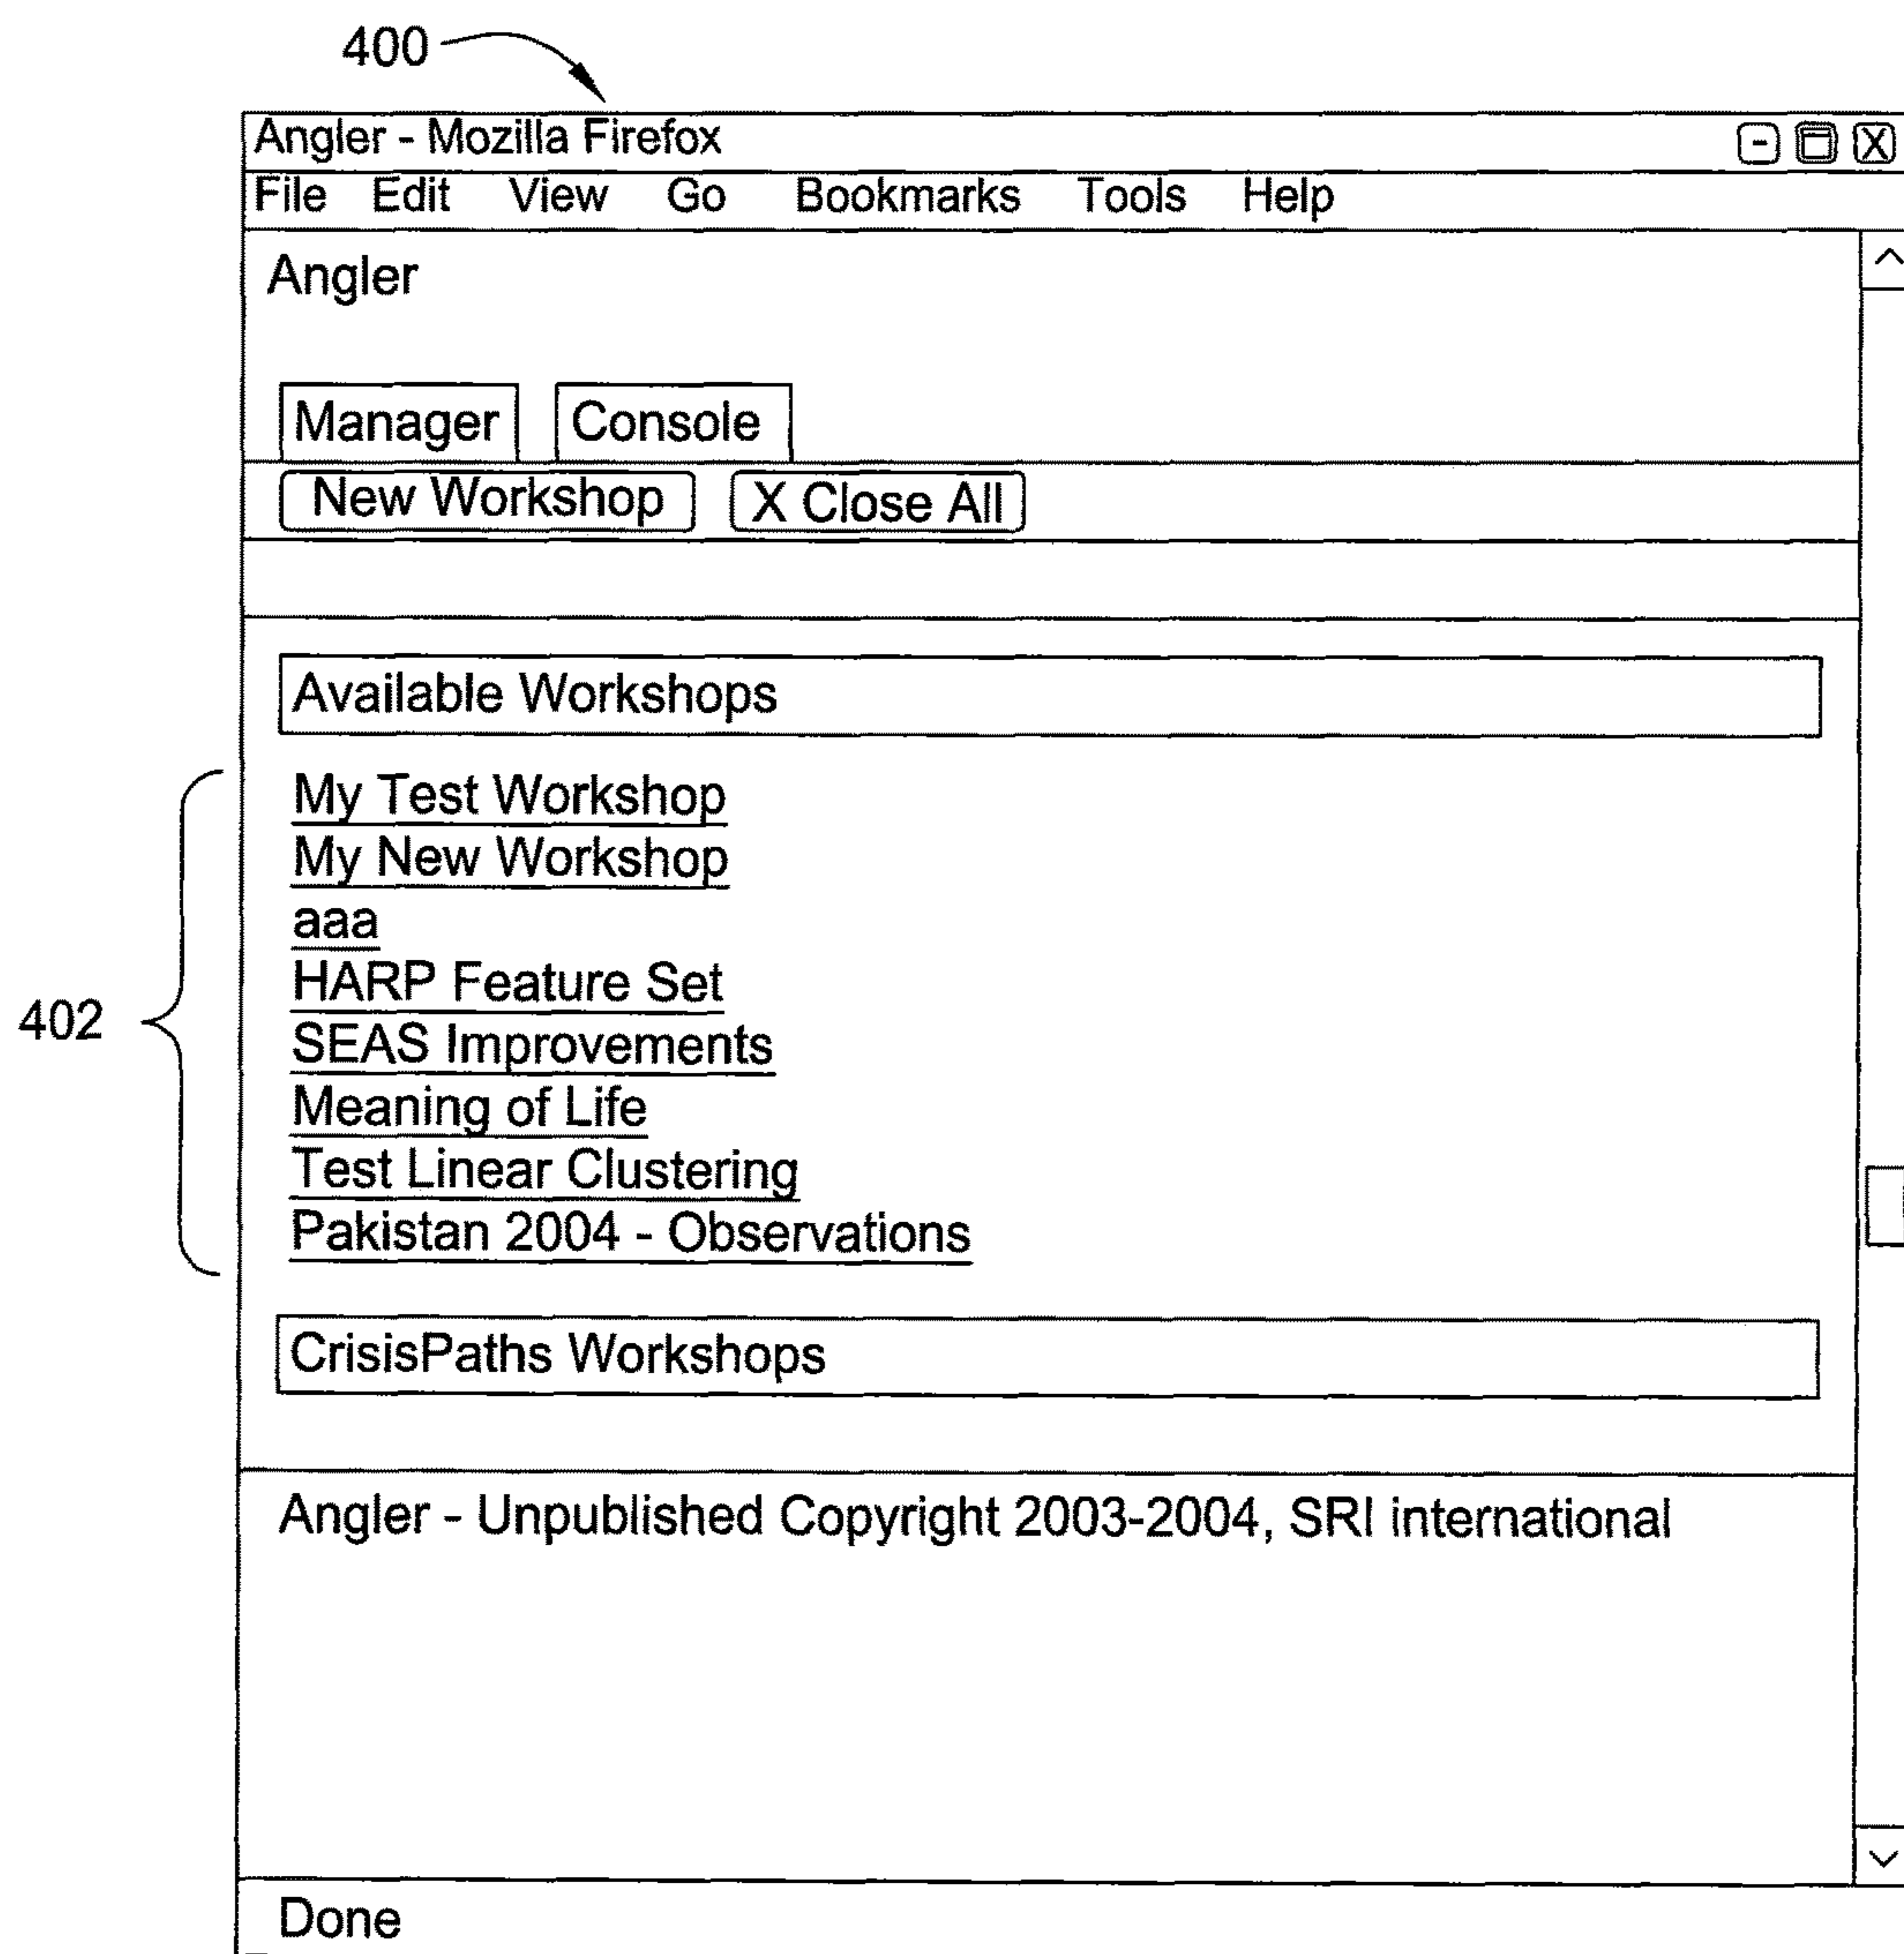 400
Angler - Mozilla Firefox
File Edit View Go Bookmarks Tools Help
Angler
Manager Console
New Workshop X Close All
Available Workshops
My Test Workshop
My New Workshop
aaa
HARP Feature Set
402
SEAS Improvements
Meaning of Life
Test Linear Clustering
Pakistan 2004 - Observations
CrisisPaths Workshops
Angler - Unpublished Copyright 2003-2004, SRI international
Done